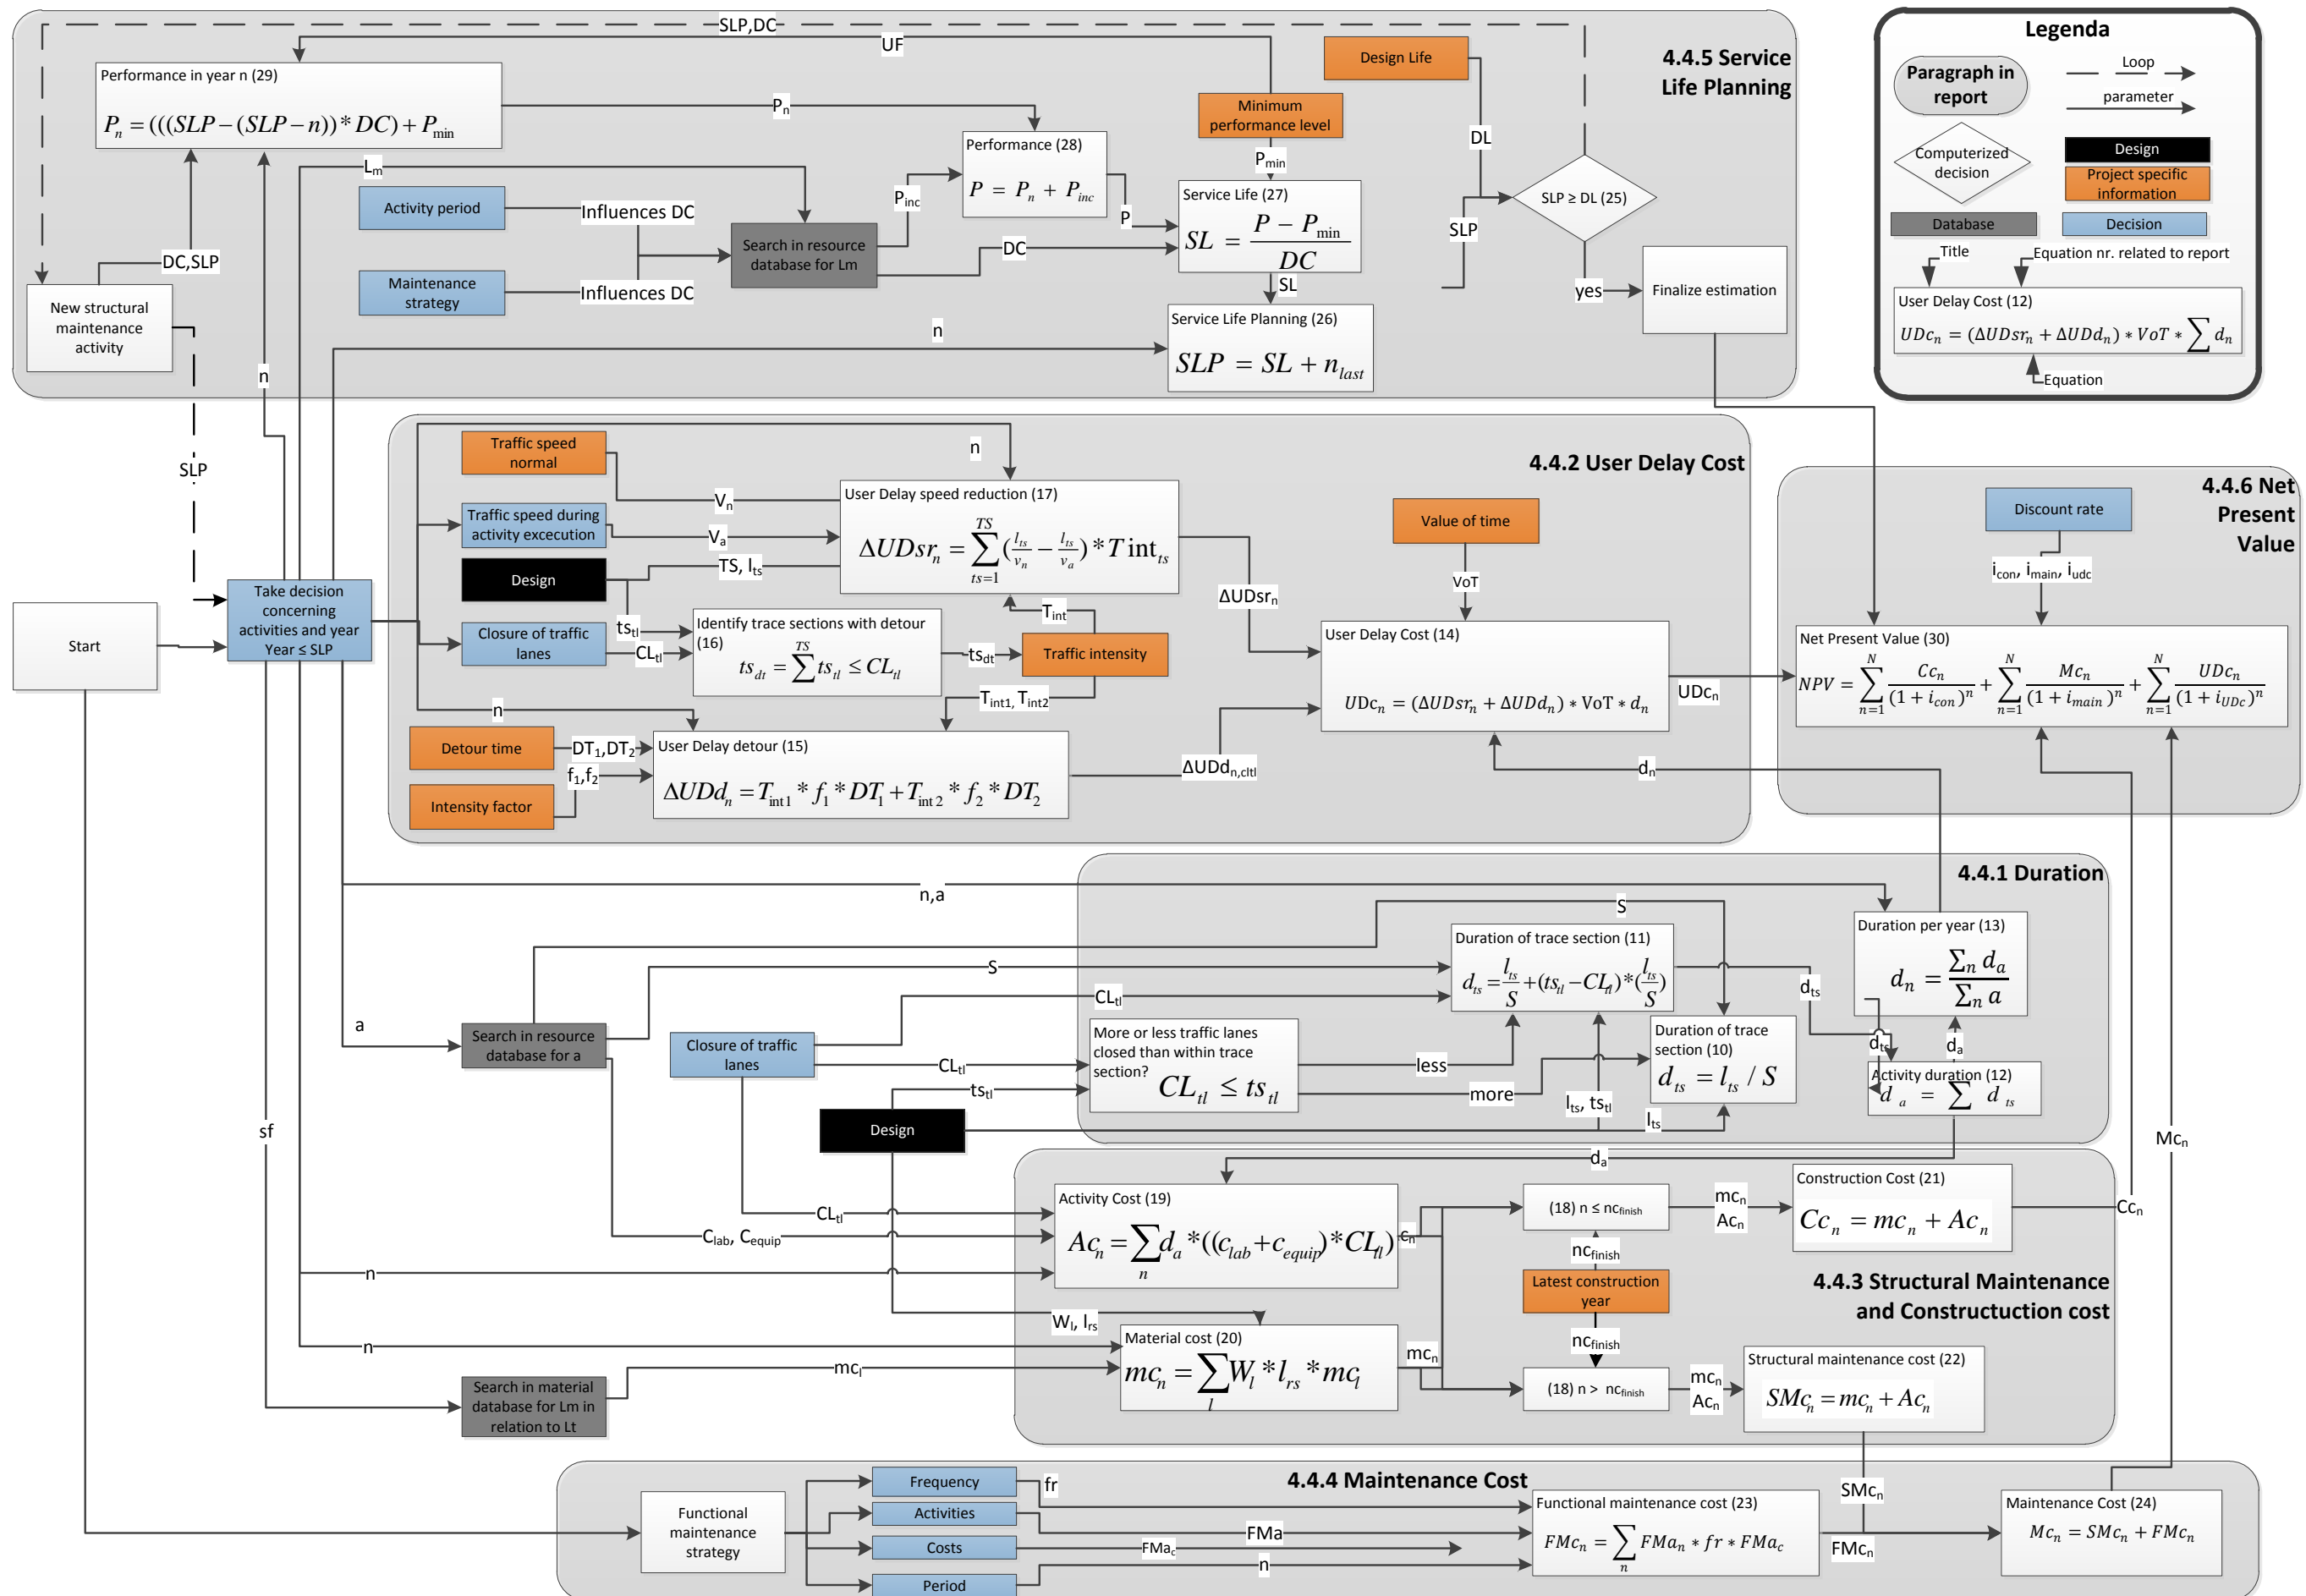 SLP,DC
UF
4.4.5 Service
Life Planning
Performance in year n (29)
P_n = (((SLP-(SLP-n))*DC)+P_min
P_n
Design Life
Minimum
performance level
DL
P_min
Performance (28)
P = P_n + P_inc
P_inc
P
L_m
Activity period
Influences DC
Search in resource
database for Lm
DC
Service Life (27)
SL = (P - P_min) / DC
SLP
SLP ≥ DL (25)
Maintenance
strategy
Influences DC
DC,SLP
New structural
maintenance
activity
SL
yes
Finalize estimation
n
n
Service Life Planning (26)
SLP = SL + n_last
SLP
Legenda
Paragraph in
report
Loop
parameter
Computerized
decision
Design
Project specific
information
Database
Decision
Title
Equation nr. related to report
User Delay Cost (12)
UDc_n = (ΔUDsr_n + ΔUDd_n) * VoT * ∑ d_n
Equation
4.4.2 User Delay Cost
Traffic speed
normal
n
V_n
User Delay speed reduction (17)
ΔUDsr_n = ∑_{ts=1}^{TS} (l_ts/v_n - l_ts/v_a) * Tint_ts
Traffic speed during
activity excecution
V_a
Design
TS, l_ts
ts_tl
Closure of traffic
lanes
CL_tl
Identify trace sections with detour
(16)
ts_dt = ∑^{TS} ts_tl ≤ CL_tl
ts_dt
T_int
Traffic intensity
T_int1, T_int2
n
Detour time
DT_1,DT_2
f_1,f_2
Intensity factor
User Delay detour (15)
ΔUDd_n = T_int1 * f_1 * DT_1 + T_int2 * f_2 * DT_2
ΔUDsr_n
ΔUDd_n,cltl
Value of time
VoT
User Delay Cost (14)
UDc_n = (ΔUDsr_n + ΔUDd_n) * VoT * d_n
UDc_n
d_n
4.4.6 Net
Present
Value
Discount rate
i_con, i_main, i_udc
Net Present Value (30)
NPV = ∑_{n=1}^{N} Cc_n/(1 + i_con)^n + ∑_{n=1}^{N} Mc_n/(1 + i_main)^n + ∑_{n=1}^{N} UDc_n/(1 + i_UDc)^n
Start
Take decision
concerning
activities and year
Year ≤ SLP
4.4.1 Duration
n,a
S
S
Duration of trace section (11)
d_ts = l_ts/S + (ts_tl - CL_tl) * (l_ts/S)
d_ts
Duration per year (13)
d_n = ∑_n d_a / ∑_n a
d_ts
d_a
a
Search in resource
database for a
Closure of traffic
lanes
CL_tl
CL_tl
More or less traffic lanes
closed than within trace
section?
CL_tl ≤ ts_tl
less
more
Duration of trace
section (10)
d_ts = l_ts / S
Activity duration (12)
d_a = ∑ d_ts
ts_tl
Design
l_ts, ts_tl
l_ts
sf
Mc_n
d_a
Activity Cost (19)
Ac_n = ∑_n d_a * ((c_lab + c_equip) * CL_tl)
CL_tl
C_lab, C_equip
n
c_n
(18) n ≤ nc_finish
mc_n
Ac_n
Construction Cost (21)
Cc_n = mc_n + Ac_n
Cc_n
nc_finish
Latest construction
year
nc_finish
4.4.3 Structural Maintenance
and Constructuction cost
W_l, l_rs
n
Material cost (20)
mc_n = ∑_l W_l * l_rs * mc_l
mc_n
mc_l
Search in material
database for Lm in
relation to Lt
(18) n > nc_finish
mc_n
Ac_n
Structural maintenance cost (22)
SMc_n = mc_n + Ac_n
4.4.4 Maintenance Cost
Functional
maintenance
strategy
Frequency
fr
Activities
FMa
Costs
FMa_c
Period
n
Functional maintenance cost (23)
FMc_n = ∑_n FMa_n * fr * FMa_c
SMc_n
FMc_n
Maintenance Cost (24)
Mc_n = SMc_n + FMc_n